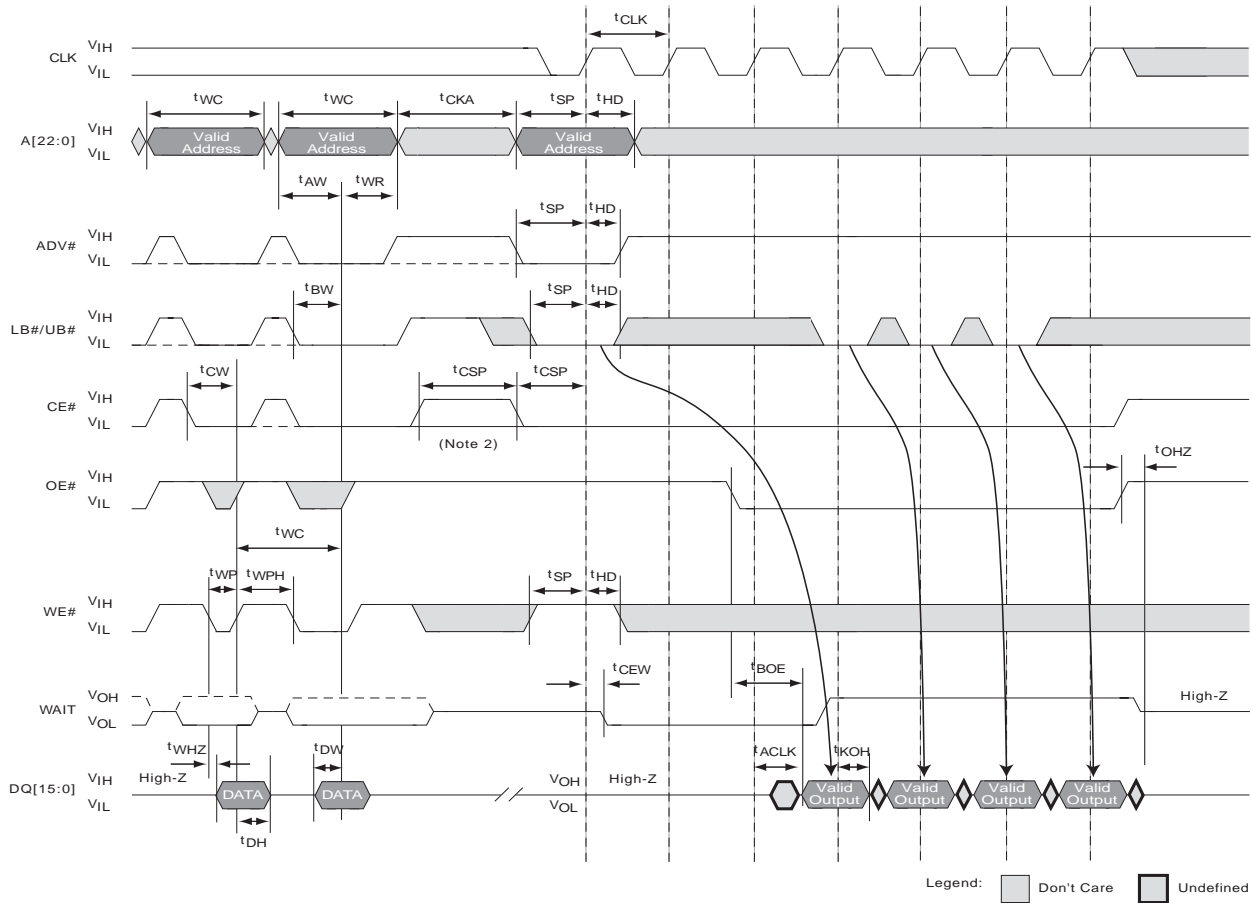 tCLK
CLK VIH
VIL
tWC tWC tCKA tSP tHD
A[22:0] VIH
VIL
Valid Address Valid Address Valid Address
tAW tWR
tSP tHD
ADV# VIH
VIL
tBW tSP tHD
LB#/UB# VIH
VIL
tCW tCSP tCSP
CE# VIH
VIL
(Note 2)
tOHZ
OE# VIH
VIL
tWC
tWP tWPH tSP tHD
WE# VIH
VIL
tCEW tBOE
WAIT VOH
VOL
High-Z
tWHZ tDW tACLK tKOH
DQ[15:0] VIH
VIL
High-Z DATA DATA VOH
VOL
High-Z Valid Output Valid Output Valid Output Valid Output
tDH
Legend: Don't Care Undefined